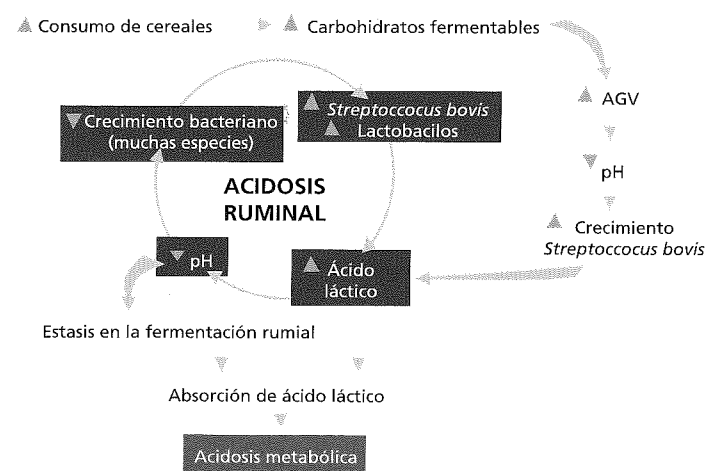 Consumo de cereales
Carbohidratos fermentables
AGV
pH
Crecimiento
Streptoccocus bovis
Crecimiento bacteriano
(muchas especies)
Streptoccocus bovis
Lactobacilos
ACIDOSIS
RUMINAL
pH
Ácido
láctico
Estasis en la fermentación rumial
Absorción de ácido láctico
Acidosis metabólica